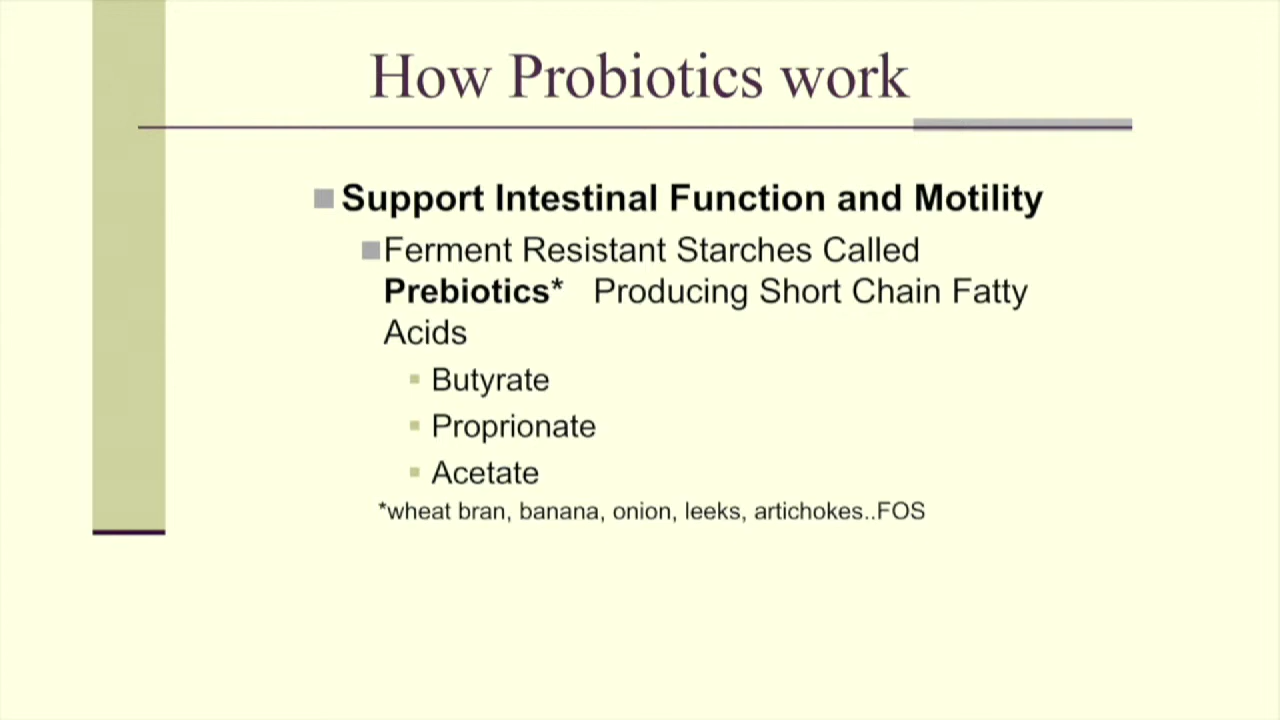 How Probiotics work
Support Intestinal Function and Motility
Ferment Resistant Starches Called
Prebiotics* Producing Short Chain Fatty
Acids
Butyrate
Proprionate
Acetate
*wheat bran, banana, onion, leeks, artichokes..FOS